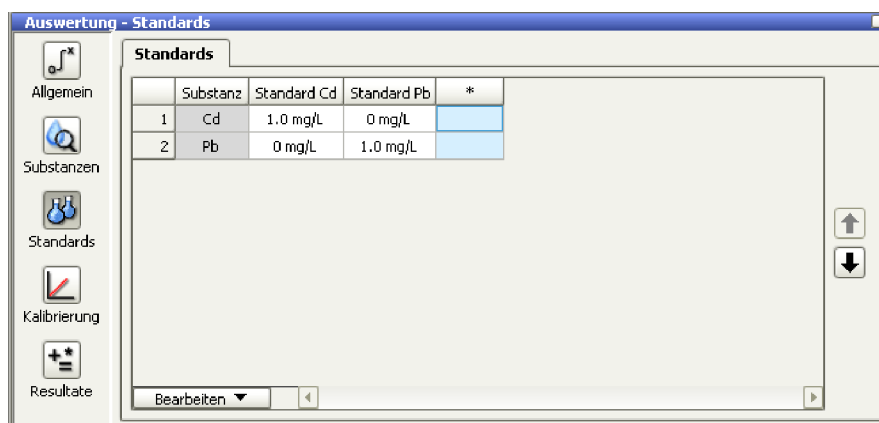 Auswertung - Standards
Standards
Allgemein
Substanzen
Standards
Kalibrierung
Resultate
Substanz Standard Cd Standard Pb *
1 Cd 1.0 mg/L 0 mg/L
2 Pb 0 mg/L 1.0 mg/L
Bearbeiten